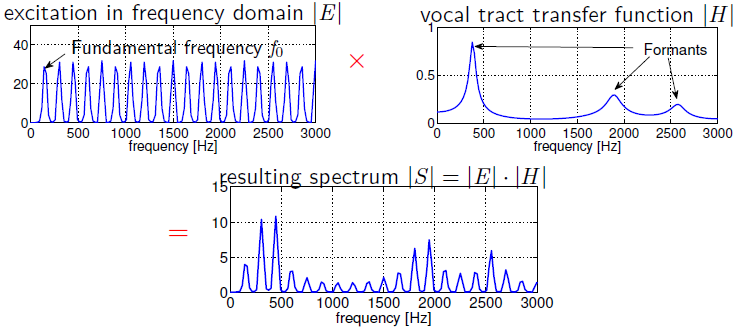 excitation in frequency domain |E|
Fundamental frequency f₀
40
20
0
0 500 1000 1500 2000 2500 3000
frequency [Hz]
×
vocal tract transfer function |H|
Formants
1
0.5
0
0 500 1000 1500 2000 2500 3000
frequency [Hz]
=
resulting spectrum |S| = |E| · |H|
15
10
5
0
0 500 1000 1500 2000 2500 3000
frequency [Hz]